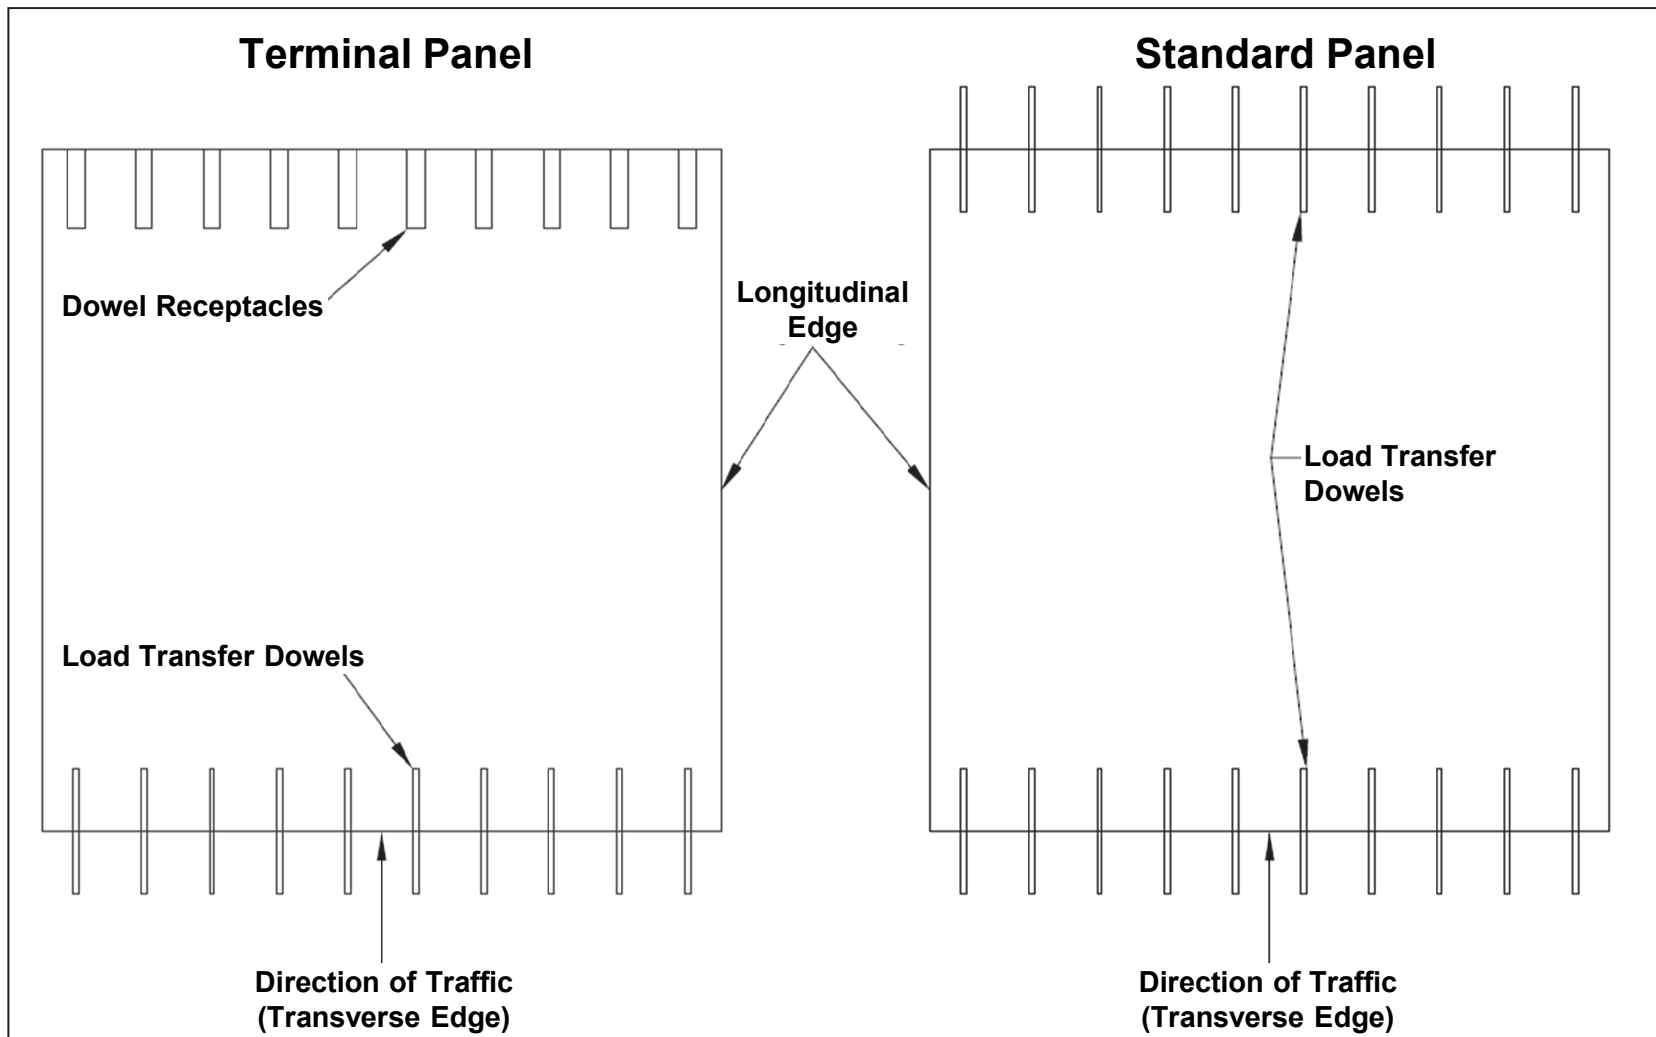 Terminal Panel
Standard Panel
Dowel Receptacles
Longitudinal
Edge
Load Transfer
Dowels
Load Transfer Dowels
Direction of Traffic
(Transverse Edge)
Direction of Traffic
(Transverse Edge)